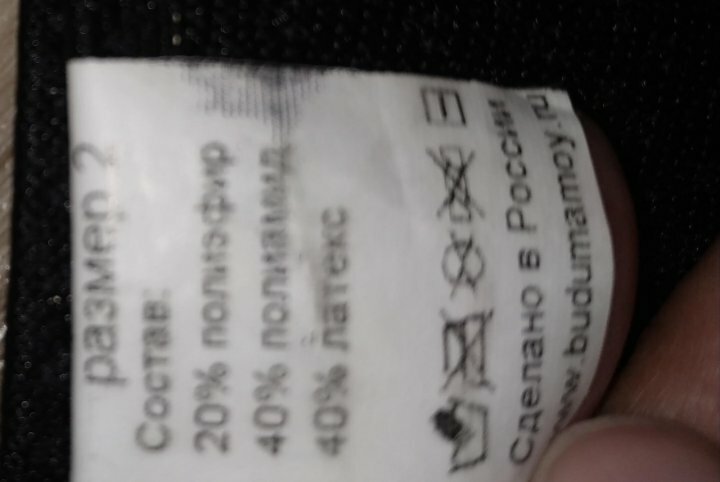 размер 2
Состав:
20% полиэфир
40% полиамид
40% латекс
Сделано в России
www.budumamoy.ru